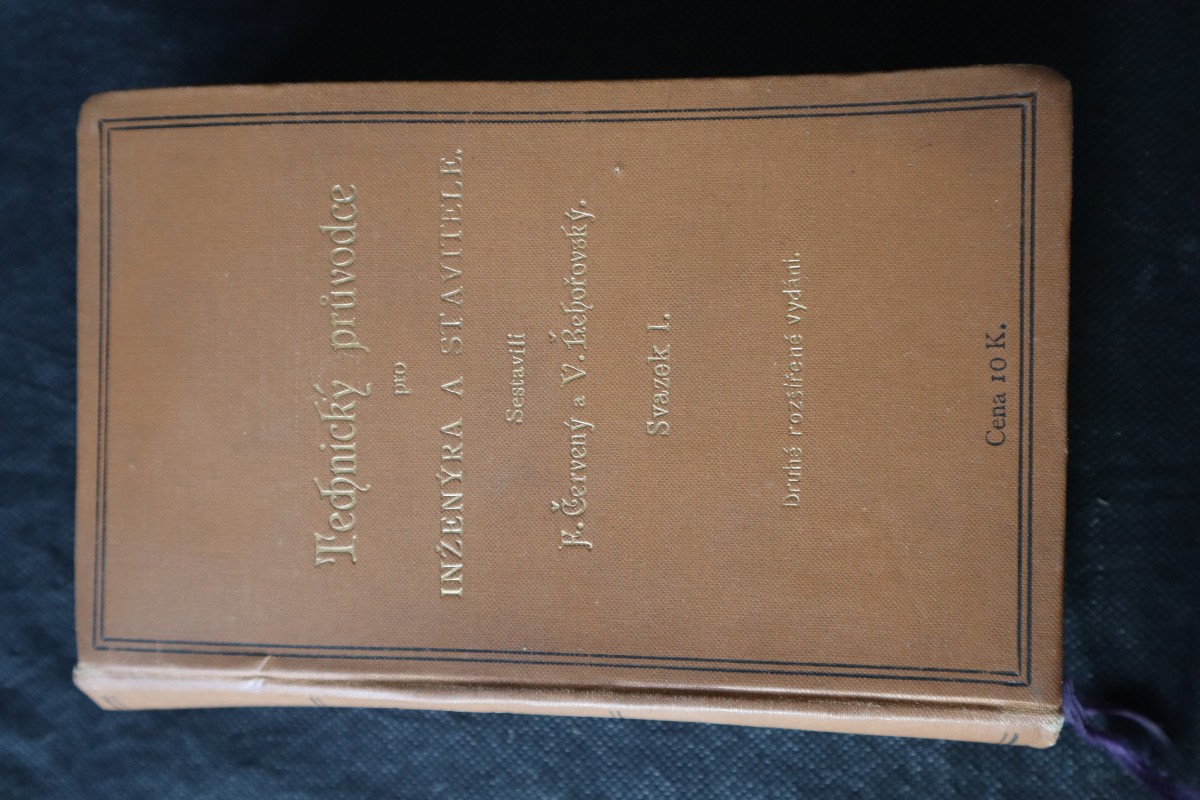 Technický průvodce
pro
INŽENÝRA A STAVITELE.
Sestavili
F. Červený a V. Řehořovský.
Svazek I.
Druhé rozšířené vydání.
Cena 10 K.